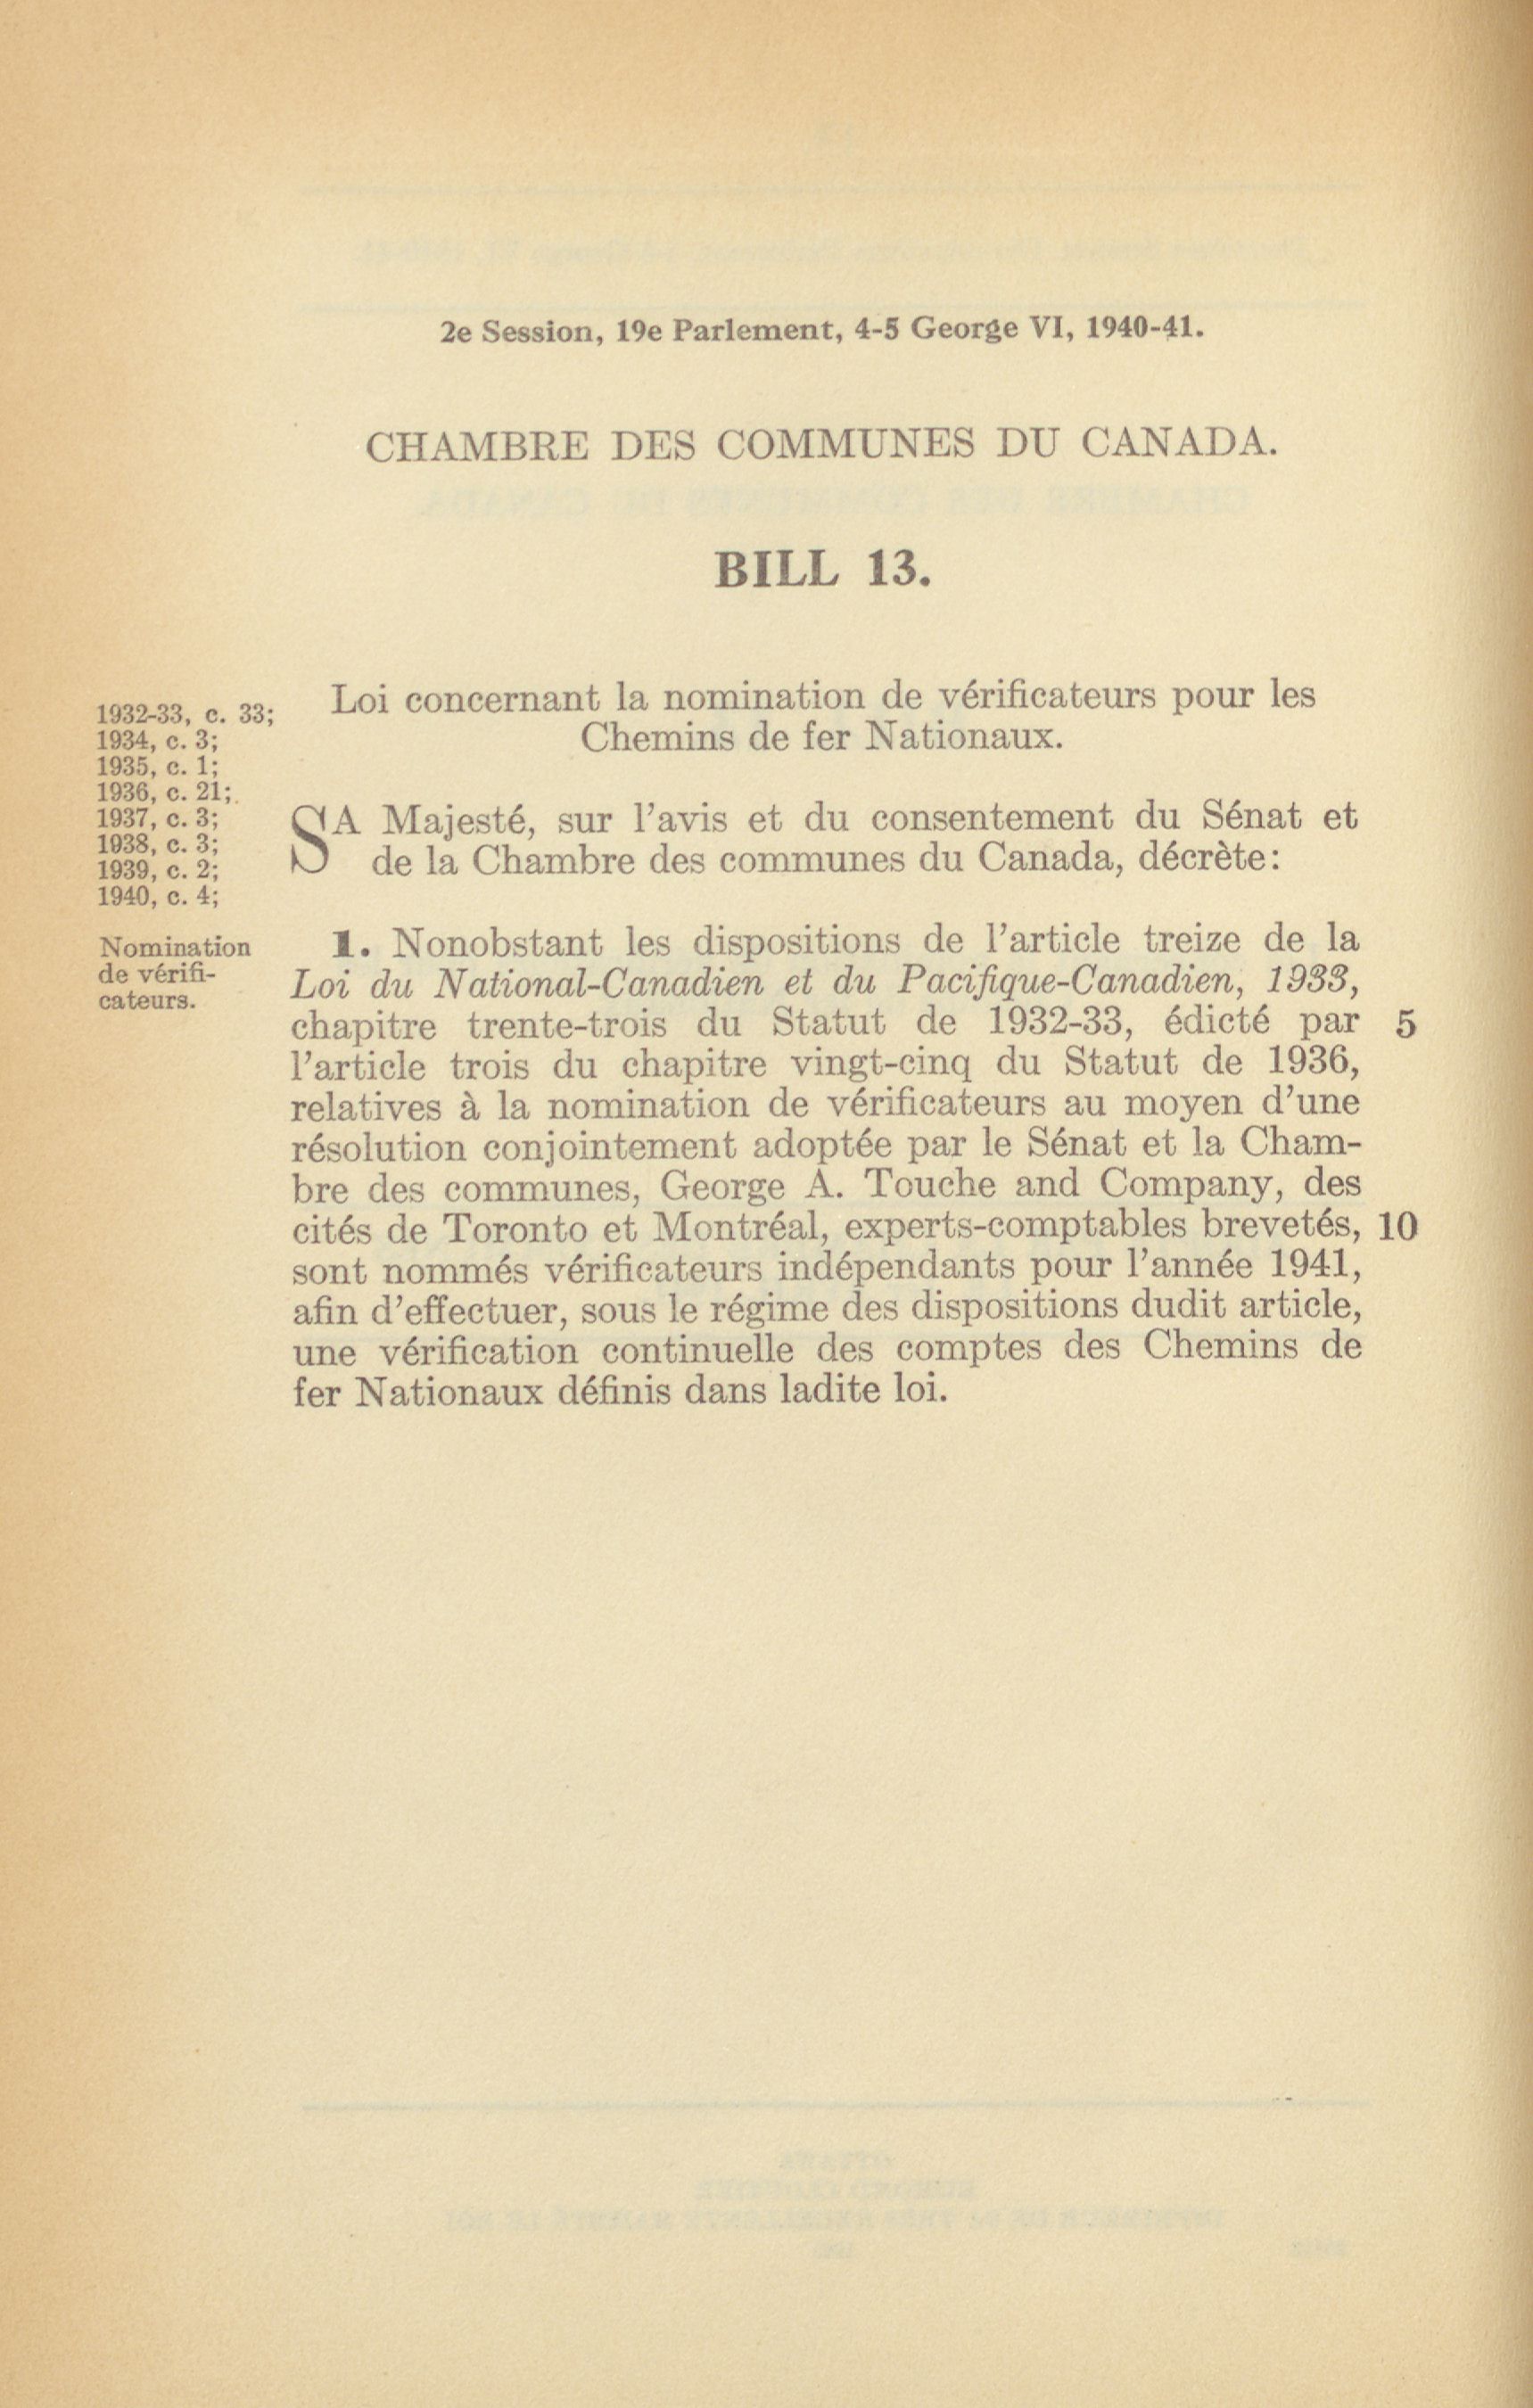 2e Session, 19e Parlement, 4-5 George VI, 1940-41.
CHAMBRE DES COMMUNES DU CANADA.
BILL 13.
1932-33, c. 33;
1934, c. 3;
1935, c. 1;
1936, c. 21;
1937, c. 3;
1938, c. 3;
1939, c. 2;
1940, c. 4;
Loi concernant la nomination de vérificateurs pour les
Chemins de fer Nationaux.
SA Majesté, sur l'avis et du consentement du Sénat et
de la Chambre des communes du Canada, décrète:
Nomination
de vérifi-
cateurs.
1. Nonobstant les dispositions de l'article treize de la
Loi du National-Canadien et du Pacifique-Canadien, 1933,
chapitre trente-trois du Statut de 1932-33, édicté par 5
l'article trois du chapitre vingt-cinq du Statut de 1936,
relatives à la nomination de vérificateurs au moyen d'une
résolution conjointement adoptée par le Sénat et la Cham-
bre des communes, George A. Touche and Company, des
cités de Toronto et Montréal, experts-comptables brevetés, 10
sont nommés vérificateurs indépendants pour l'année 1941,
afin d'effectuer, sous le régime des dispositions dudit article,
une vérification continuelle des comptes des Chemins de
fer Nationaux définis dans ladite loi.